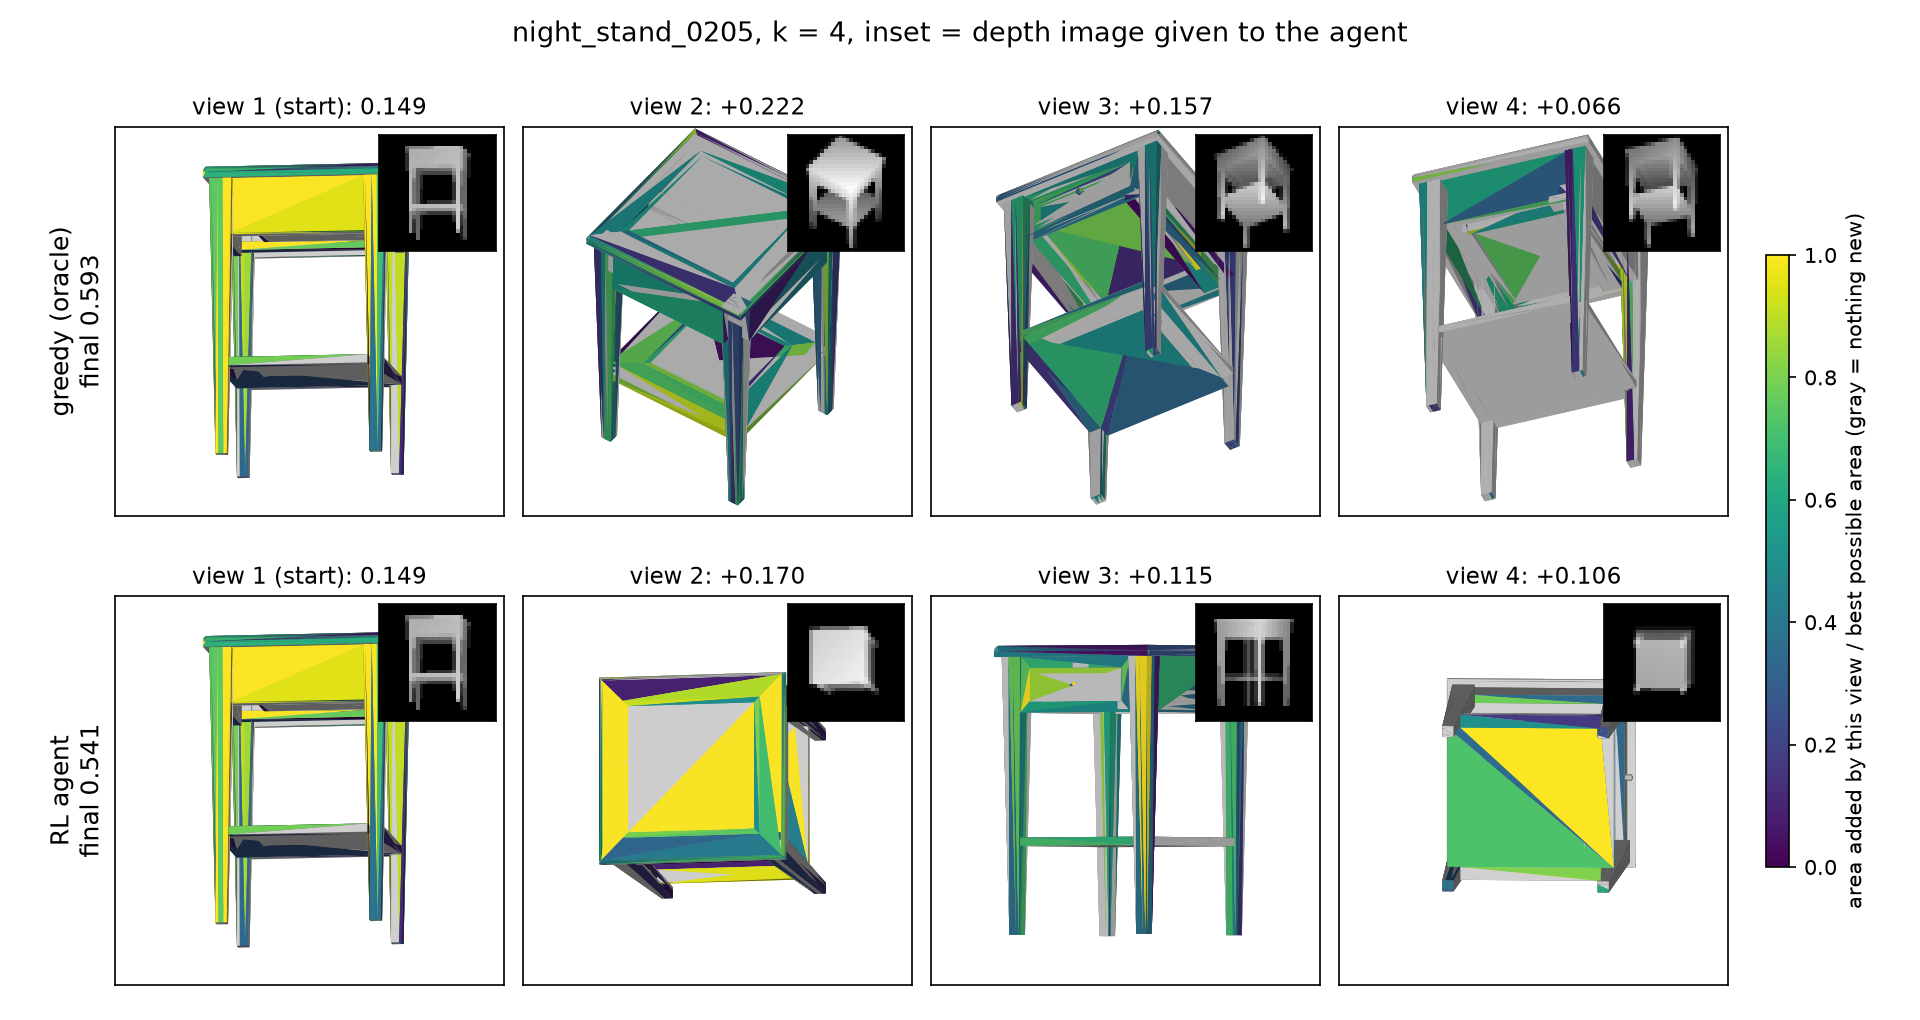 night_stand_0205, k = 4, inset = depth image given to the agent
view 1 (start): 0.149
view 2: +0.222
view 3: +0.157
view 4: +0.066
greedy (oracle)
final 0.593
view 1 (start): 0.149
view 2: +0.170
view 3: +0.115
view 4: +0.106
RL agent
final 0.541
1.0
0.8
0.6
0.4
0.2
0.0
area added by this view / best possible area (gray = nothing new)